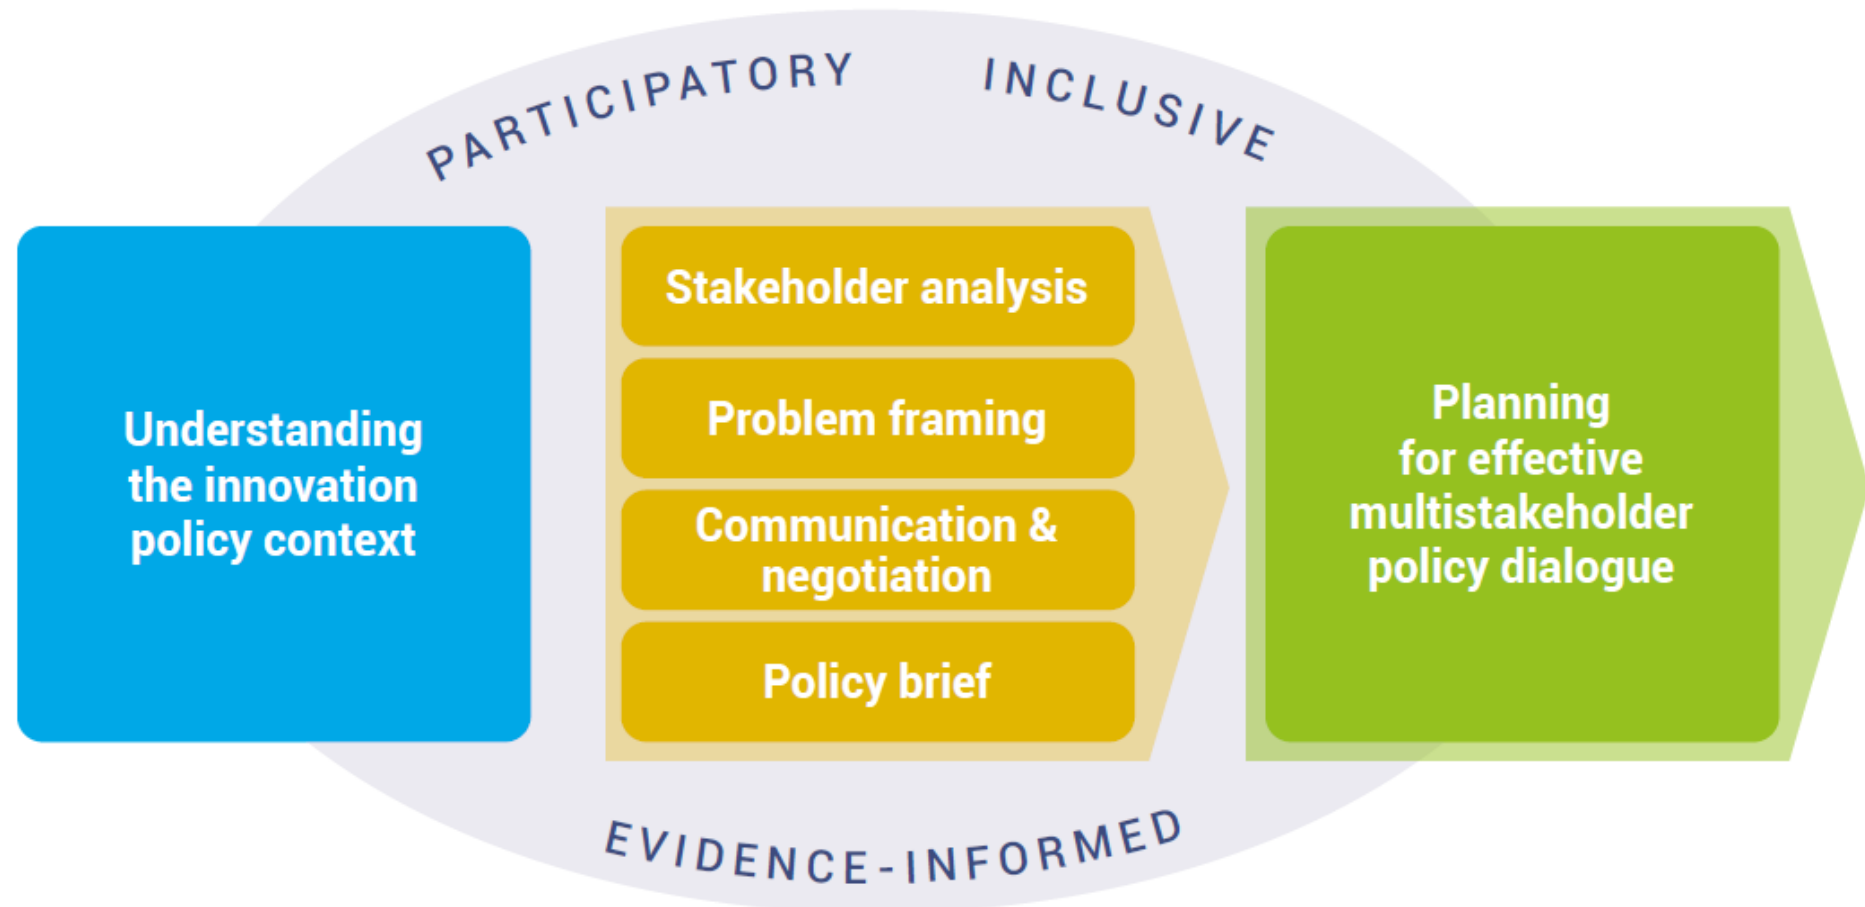 PARTICIPATORY INCLUSIVE
Understanding
the innovation
policy context
Stakeholder analysis
Problem framing
Communication &
negotiation
Policy brief
Planning
for effective
multistakeholder
policy dialogue
EVIDENCE-INFORMED